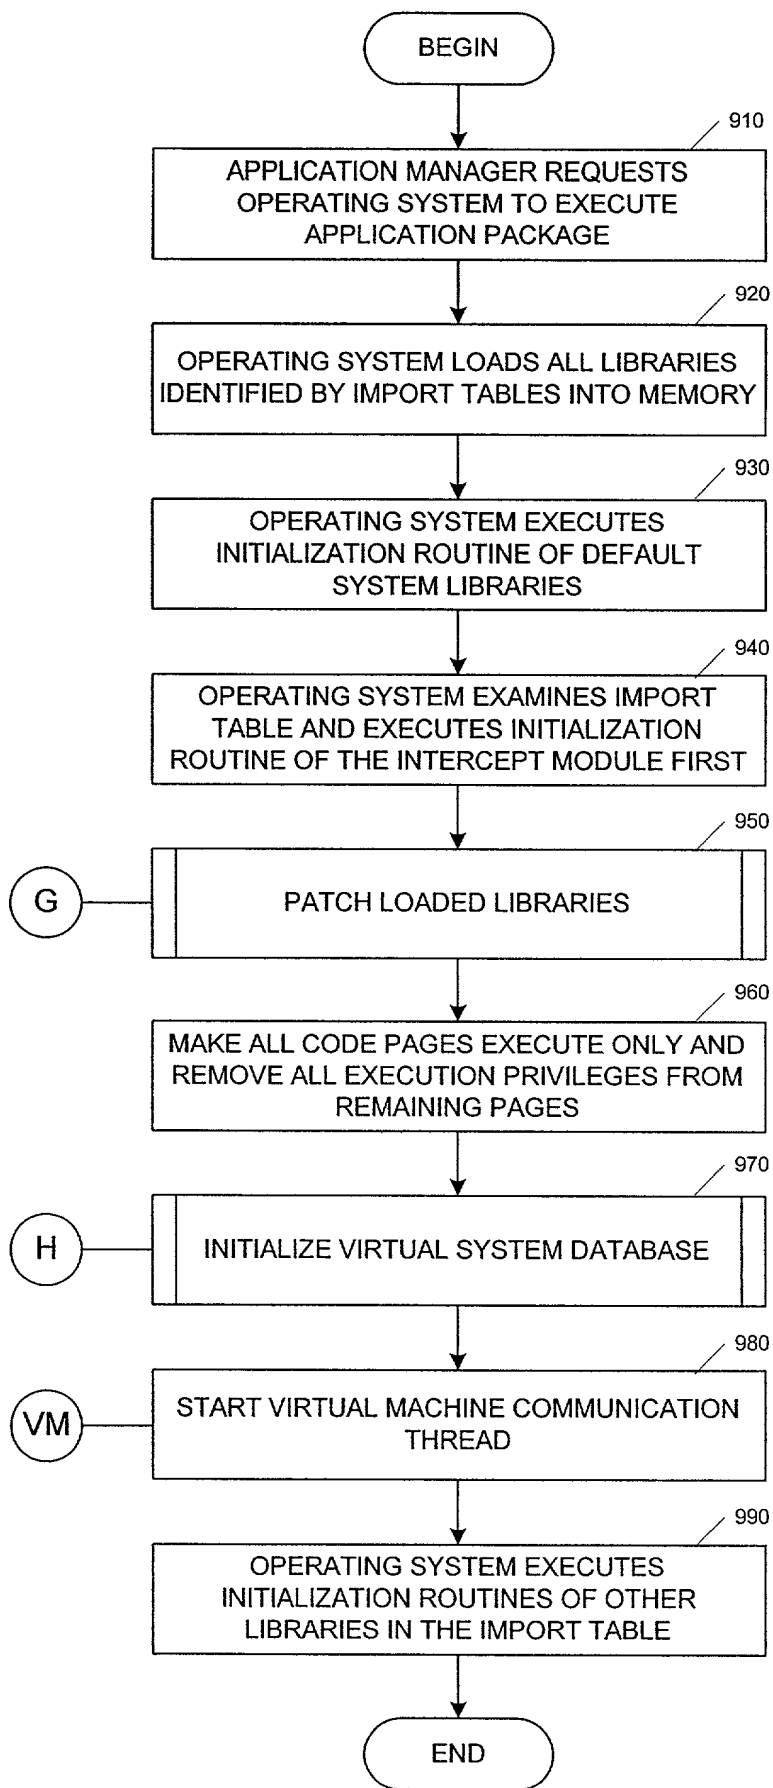 BEGIN
910
APPLICATION MANAGER REQUESTS
OPERATING SYSTEM TO EXECUTE
APPLICATION PACKAGE
920
OPERATING SYSTEM LOADS ALL LIBRARIES
IDENTIFIED BY IMPORT TABLES INTO MEMORY
930
OPERATING SYSTEM EXECUTES
INITIALIZATION ROUTINE OF DEFAULT
SYSTEM LIBRARIES
940
OPERATING SYSTEM EXAMINES IMPORT
TABLE AND EXECUTES INITIALIZATION
ROUTINE OF THE INTERCEPT MODULE FIRST
950
G
PATCH LOADED LIBRARIES
960
MAKE ALL CODE PAGES EXECUTE ONLY AND
REMOVE ALL EXECUTION PRIVILEGES FROM
REMAINING PAGES
970
H
INITIALIZE VIRTUAL SYSTEM DATABASE
980
VM
START VIRTUAL MACHINE COMMUNICATION
THREAD
990
OPERATING SYSTEM EXECUTES
INITIALIZATION ROUTINES OF OTHER
LIBRARIES IN THE IMPORT TABLE
END